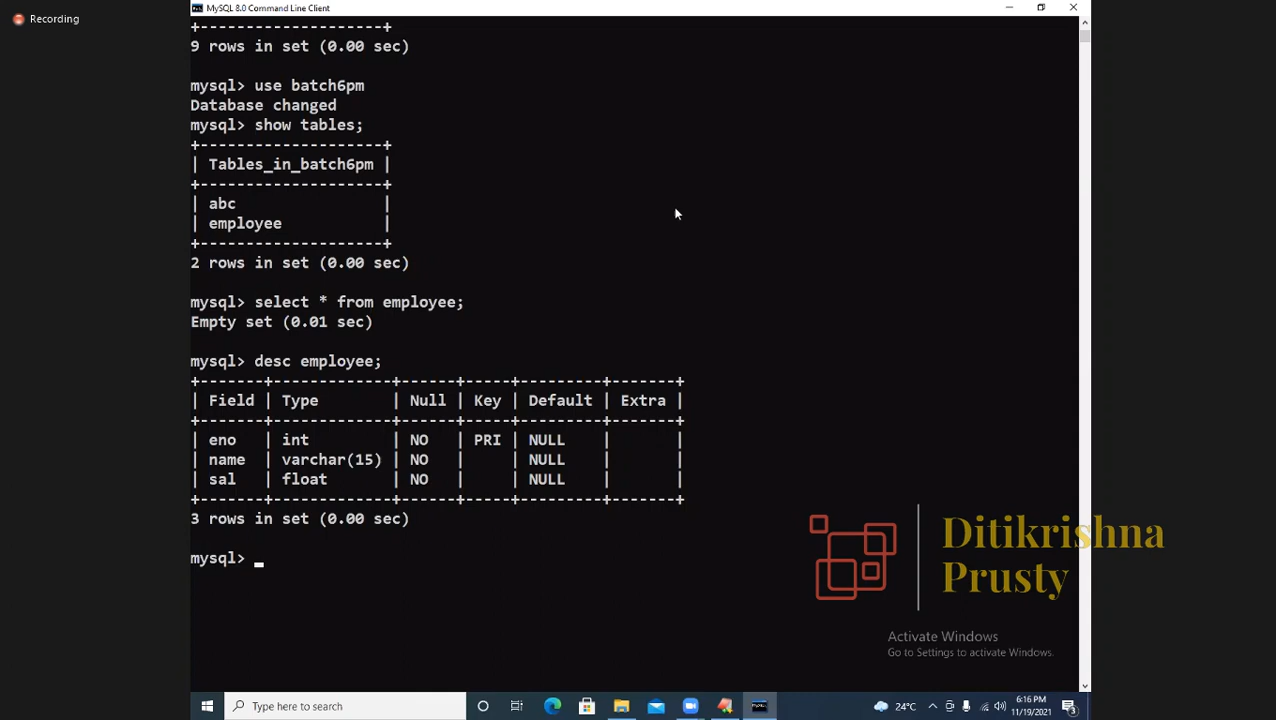 Recording
MySQL 8.0 Command Line Client
+---------------------+
9 rows in set (0.00 sec)
mysql> use batch6pm
Database changed
mysql> show tables;
+---------------------+
| Tables_in_batch6pm |
+---------------------+
| abc |
| employee |
+---------------------+
2 rows in set (0.00 sec)
mysql> select * from employee;
Empty set (0.01 sec)
mysql> desc employee;
+-------+-------------+------+-----+---------+-------+
| Field | Type | Null | Key | Default | Extra |
+-------+-------------+------+-----+---------+-------+
| eno | int | NO | PRI | NULL | |
| name | varchar(15) | NO | | NULL | |
| sal | float | NO | | NULL | |
+-------+-------------+------+-----+---------+-------+
3 rows in set (0.00 sec)
mysql> _
Ditikrishna
Prusty
Activate Windows
Go to Settings to activate Windows.
Type here to search
24°C
6:16 PM
11/19/2021
3